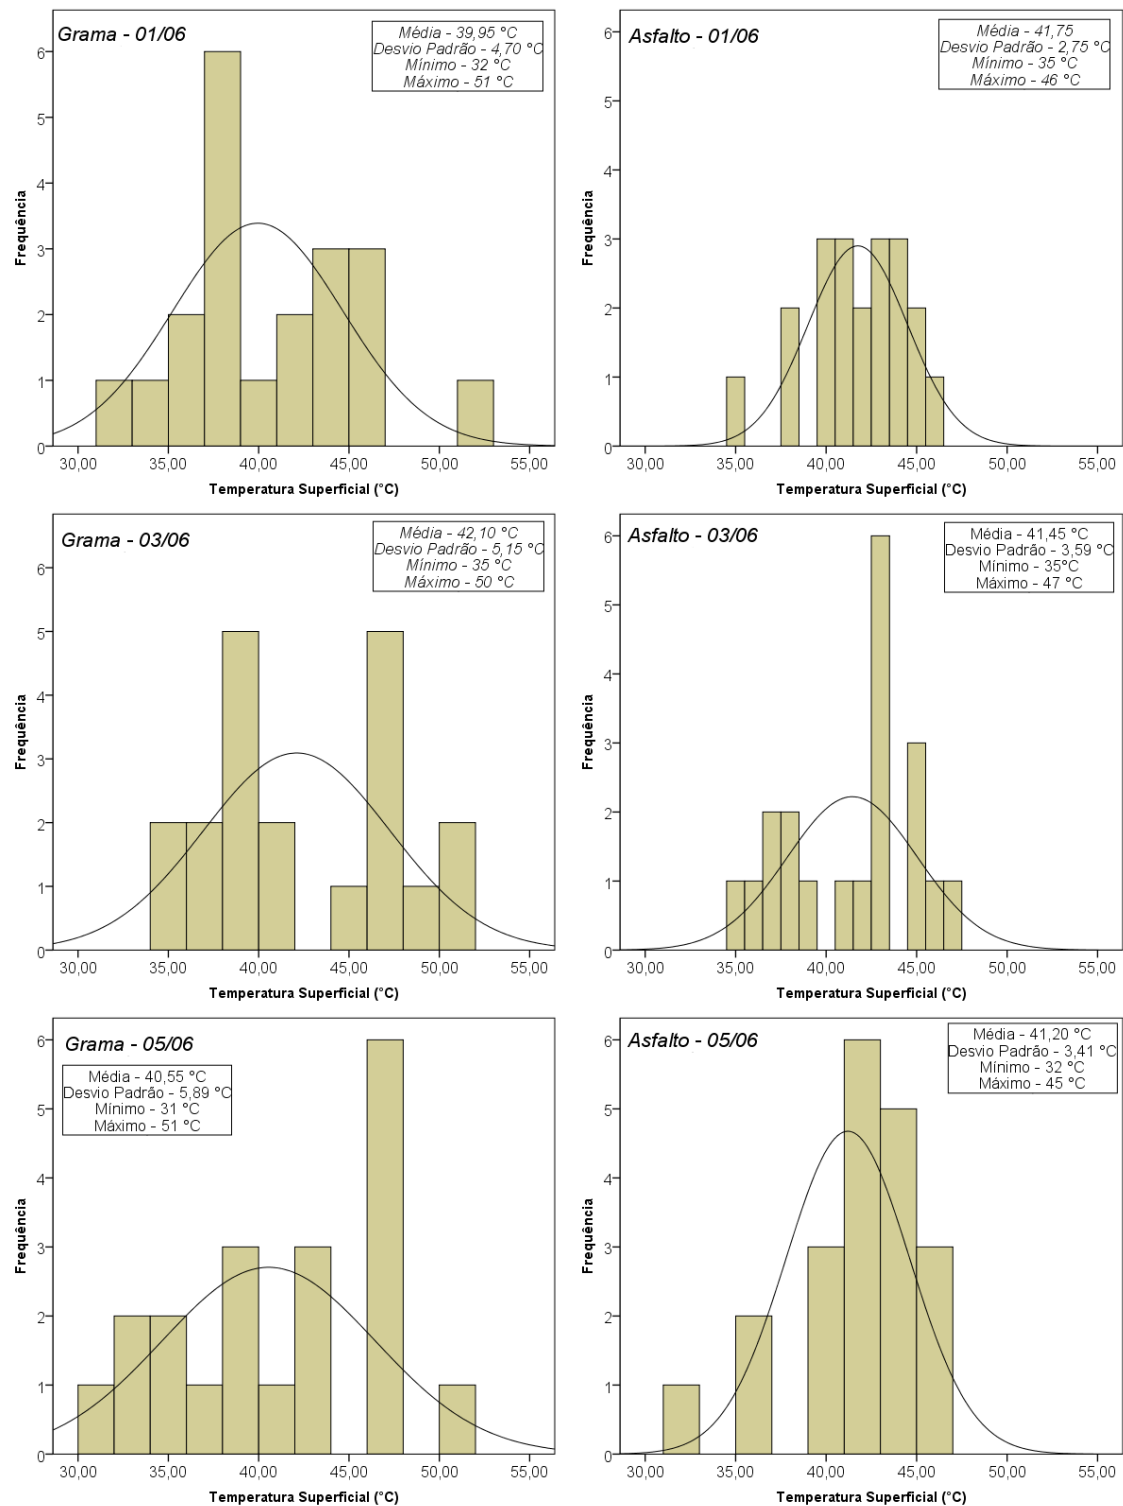 Grama - 01/06
Média - 39,95 °C
Desvio Padrão - 4,70 °C
Mínimo - 32 °C
Máximo - 51 °C
Frequência
6
5
4
3
2
1
0
30,00 35,00 40,00 45,00 50,00 55,00
Temperatura Superficial (°C)
Asfalto - 01/06
Média - 41,75
Desvio Padrão - 2,75 °C
Mínimo - 35 °C
Máximo - 46 °C
Frequência
6
5
4
3
2
1
0
30,00 35,00 40,00 45,00 50,00 55,00
Temperatura Superficial (°C)
Grama - 03/06
Média - 42,10 °C
Desvio Padrão - 5,15 °C
Mínimo - 35 °C
Máximo - 50 °C
Frequência
6
5
4
3
2
1
0
30,00 35,00 40,00 45,00 50,00 55,00
Temperatura Superficial (°C)
Asfalto - 03/06
Média - 41,45 °C
Desvio Padrão - 3,59 °C
Mínimo - 35°C
Máximo - 47 °C
Frequência
6
5
4
3
2
1
0
30,00 35,00 40,00 45,00 50,00 55,00
Temperatura Superficial (°C)
Grama - 05/06
Média - 40,55 °C
Desvio Padrão - 5,89 °C
Mínimo - 31 °C
Máximo - 51 °C
Frequência
6
5
4
3
2
1
0
30,00 35,00 40,00 45,00 50,00 55,00
Temperatura Superficial (°C)
Asfalto - 05/06
Média - 41,20 °C
Desvio Padrão - 3,41 °C
Mínimo - 32 °C
Máximo - 45 °C
Frequência
6
5
4
3
2
1
0
30,00 35,00 40,00 45,00 50,00 55,00
Temperatura Superficial (°C)